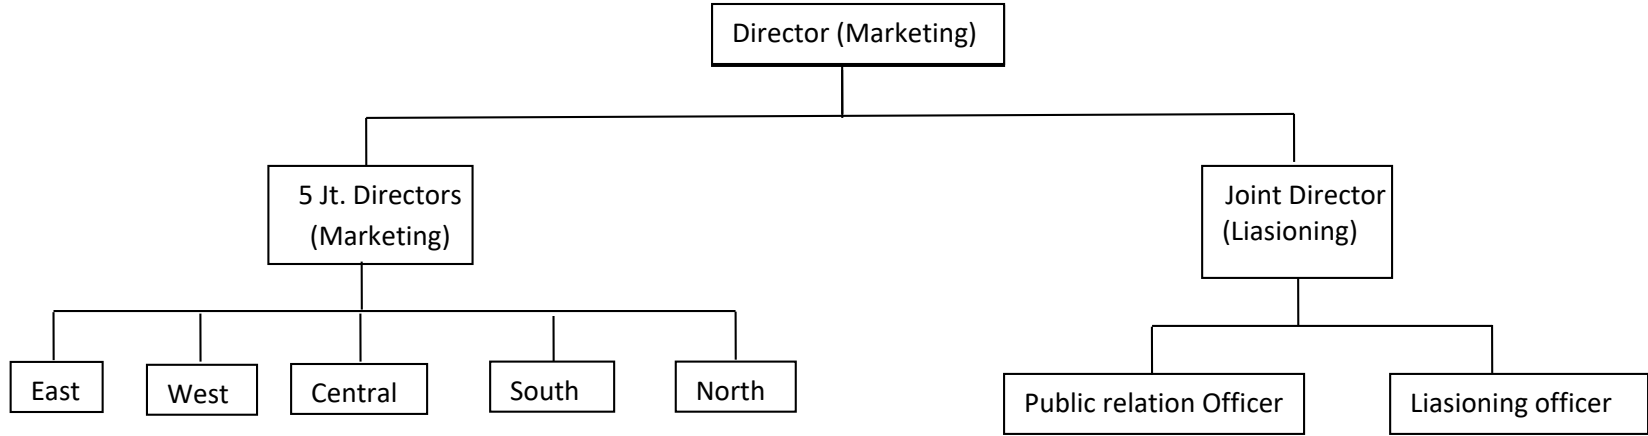 Director (Marketing)
5 Jt. Directors
(Marketing)
Joint Director
(Liasioning)
East
West
Central
South
North
Public relation Officer
Liasioning officer